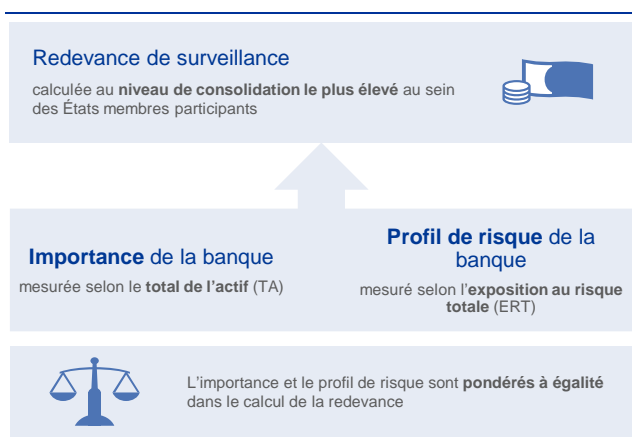 Redevance de surveillance
calculée au niveau de consolidation le plus élevé au sein
des États membres participants
Importance de la banque
mesurée selon le total de l'actif (TA)
Profil de risque de la
banque
mesuré selon l'exposition au risque
totale (ERT)
L'importance et le profil de risque sont pondérés à égalité
dans le calcul de la redevance